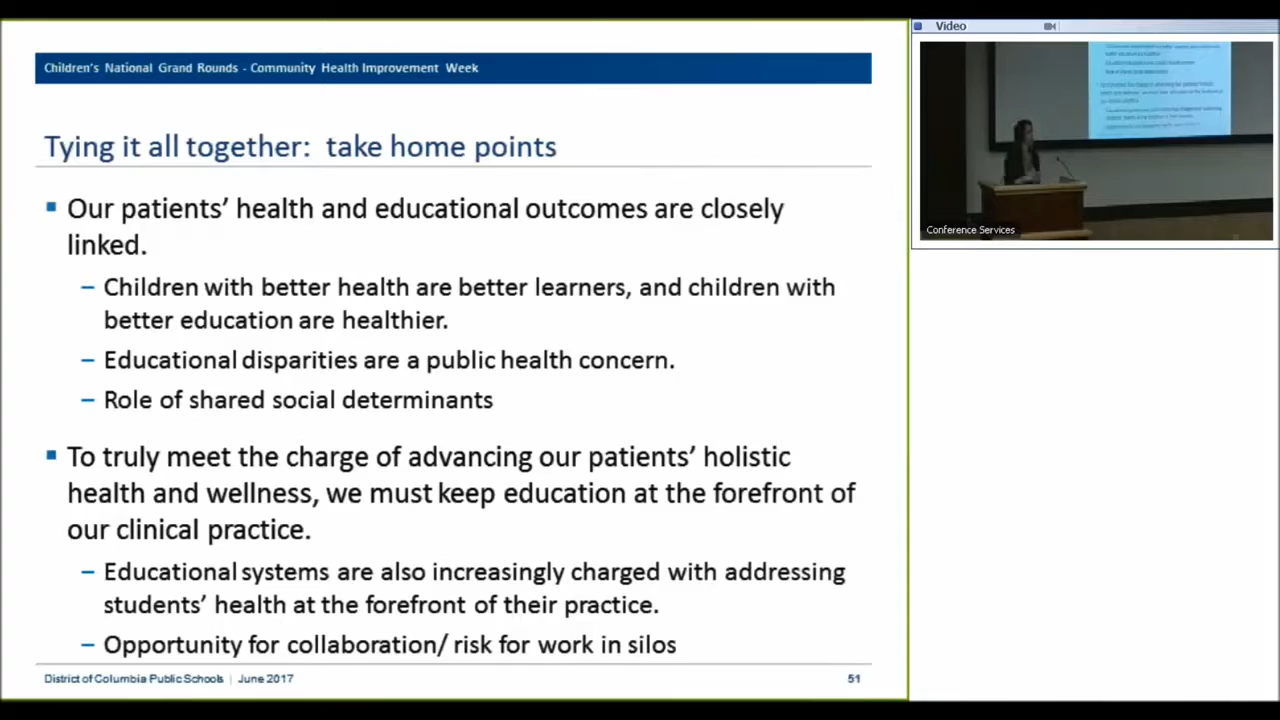 Children's National Grand Rounds - Community Health Improvement Week
Tying it all together: take home points
▪ Our patients' health and educational outcomes are closely
linked.
– Children with better health are better learners, and children with
better education are healthier.
– Educational disparities are a public health concern.
– Role of shared social determinants
▪ To truly meet the charge of advancing our patients' holistic
health and wellness, we must keep education at the forefront of
our clinical practice.
– Educational systems are also increasingly charged with addressing
students' health at the forefront of their practice.
– Opportunity for collaboration/ risk for work in silos
District of Columbia Public Schools | June 2017
51
Video
Conference Services